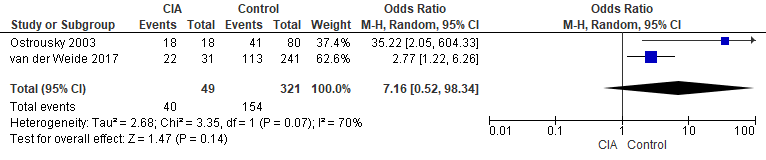 CIA Control Odds Ratio Odds Ratio
Study or Subgroup Events Total Events Total Weight M-H, Random, 95% CI M-H, Random, 95% CI
Ostrousky 2003 18 18 41 80 37.4% 35.22 [2.05, 604.33]
van der Weide 2017 22 31 113 241 62.6% 2.77 [1.22, 6.26]
Total (95% CI) 49 321 100.0% 7.16 [0.52, 98.34]
Total events 40 154
Heterogeneity: Tau² = 2.68; Chi² = 3.35, df = 1 (P = 0.07); I² = 70%
Test for overall effect: Z = 1.47 (P = 0.14)
0.01 0.1 1 10 100
CIA Control